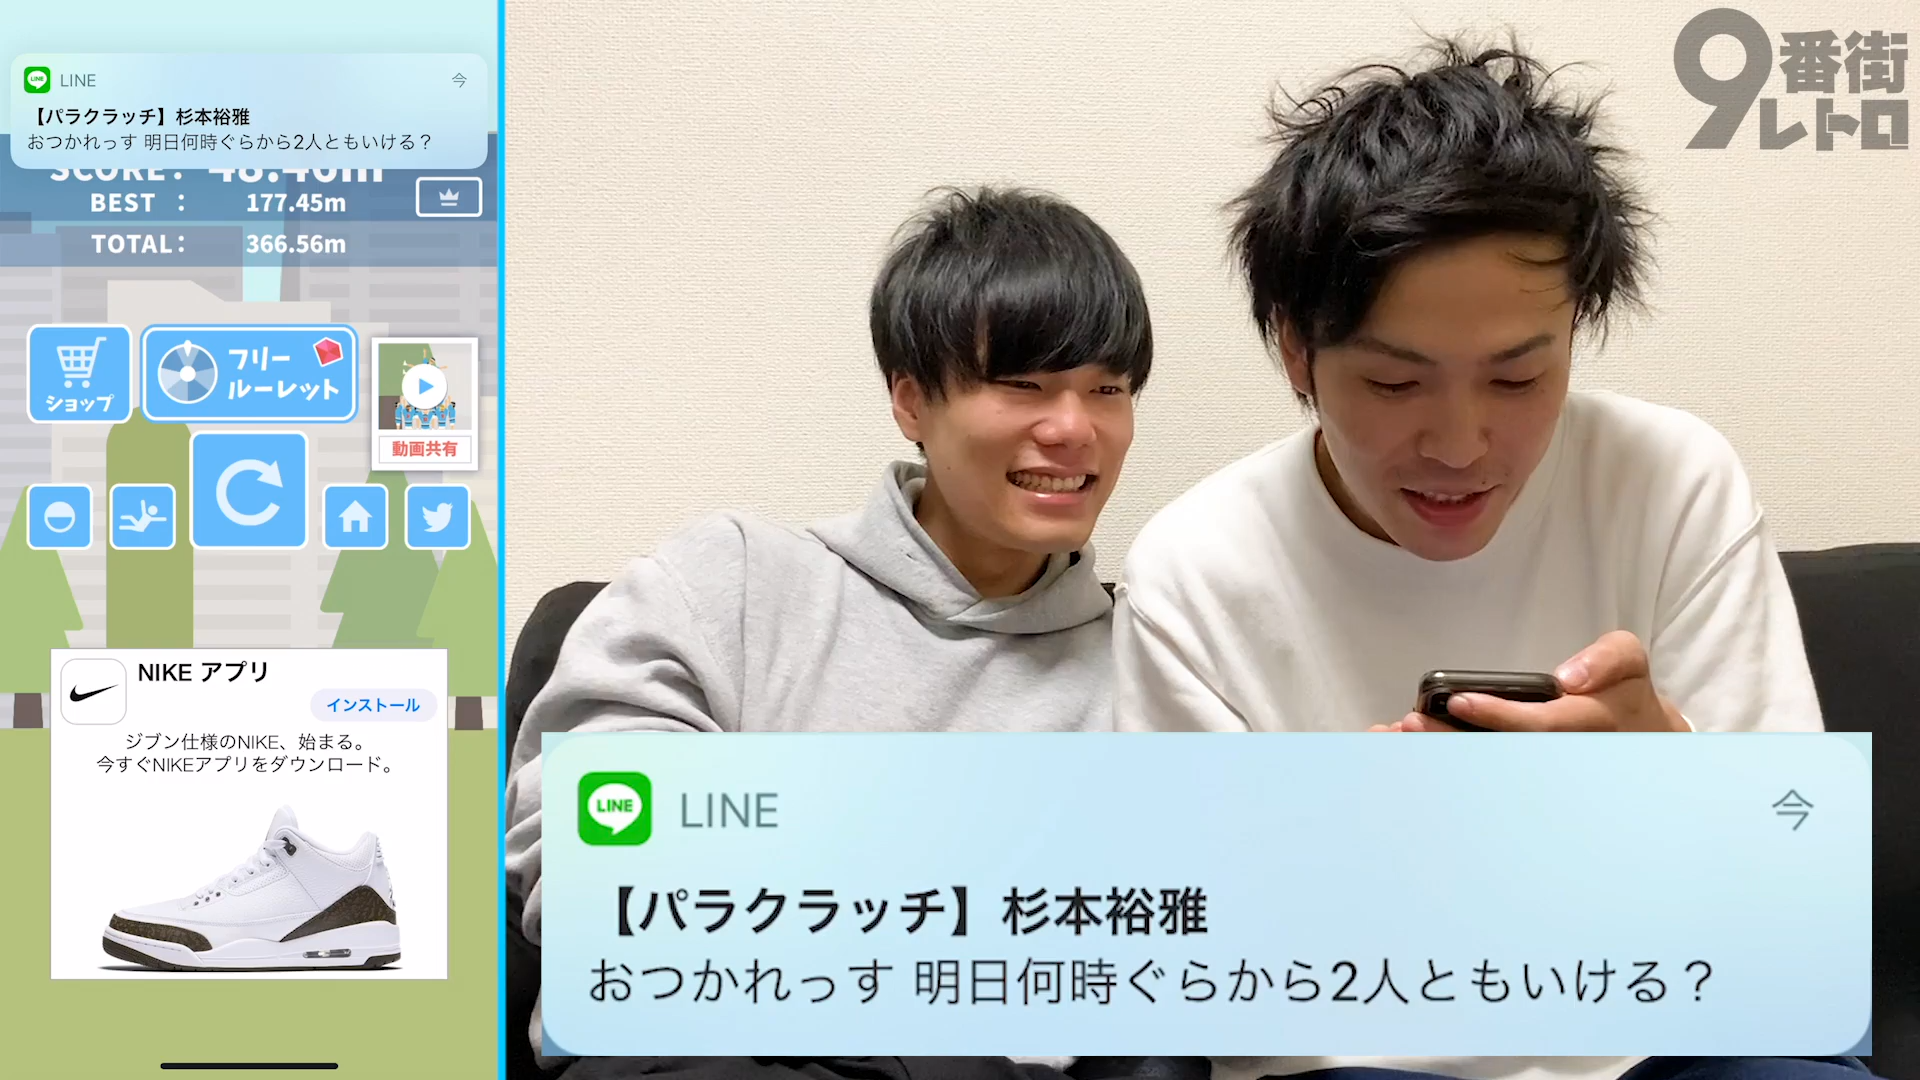 LINE
今
【パラクラッチ】杉本裕雅
おつかれっす 明日何時ぐらから2人ともいける？
SCORE: 48.46m
BEST : 177.45m
TOTAL: 366.56m
ショップ
フリー
ルーレット
動画共有
NIKE アプリ
インストール
ジブン仕様のNIKE、始まる。
今すぐNIKEアプリをダウンロード。
9番街
レトロ
LINE
LINE
今
【パラクラッチ】杉本裕雅
おつかれっす 明日何時ぐらから2人ともいける？